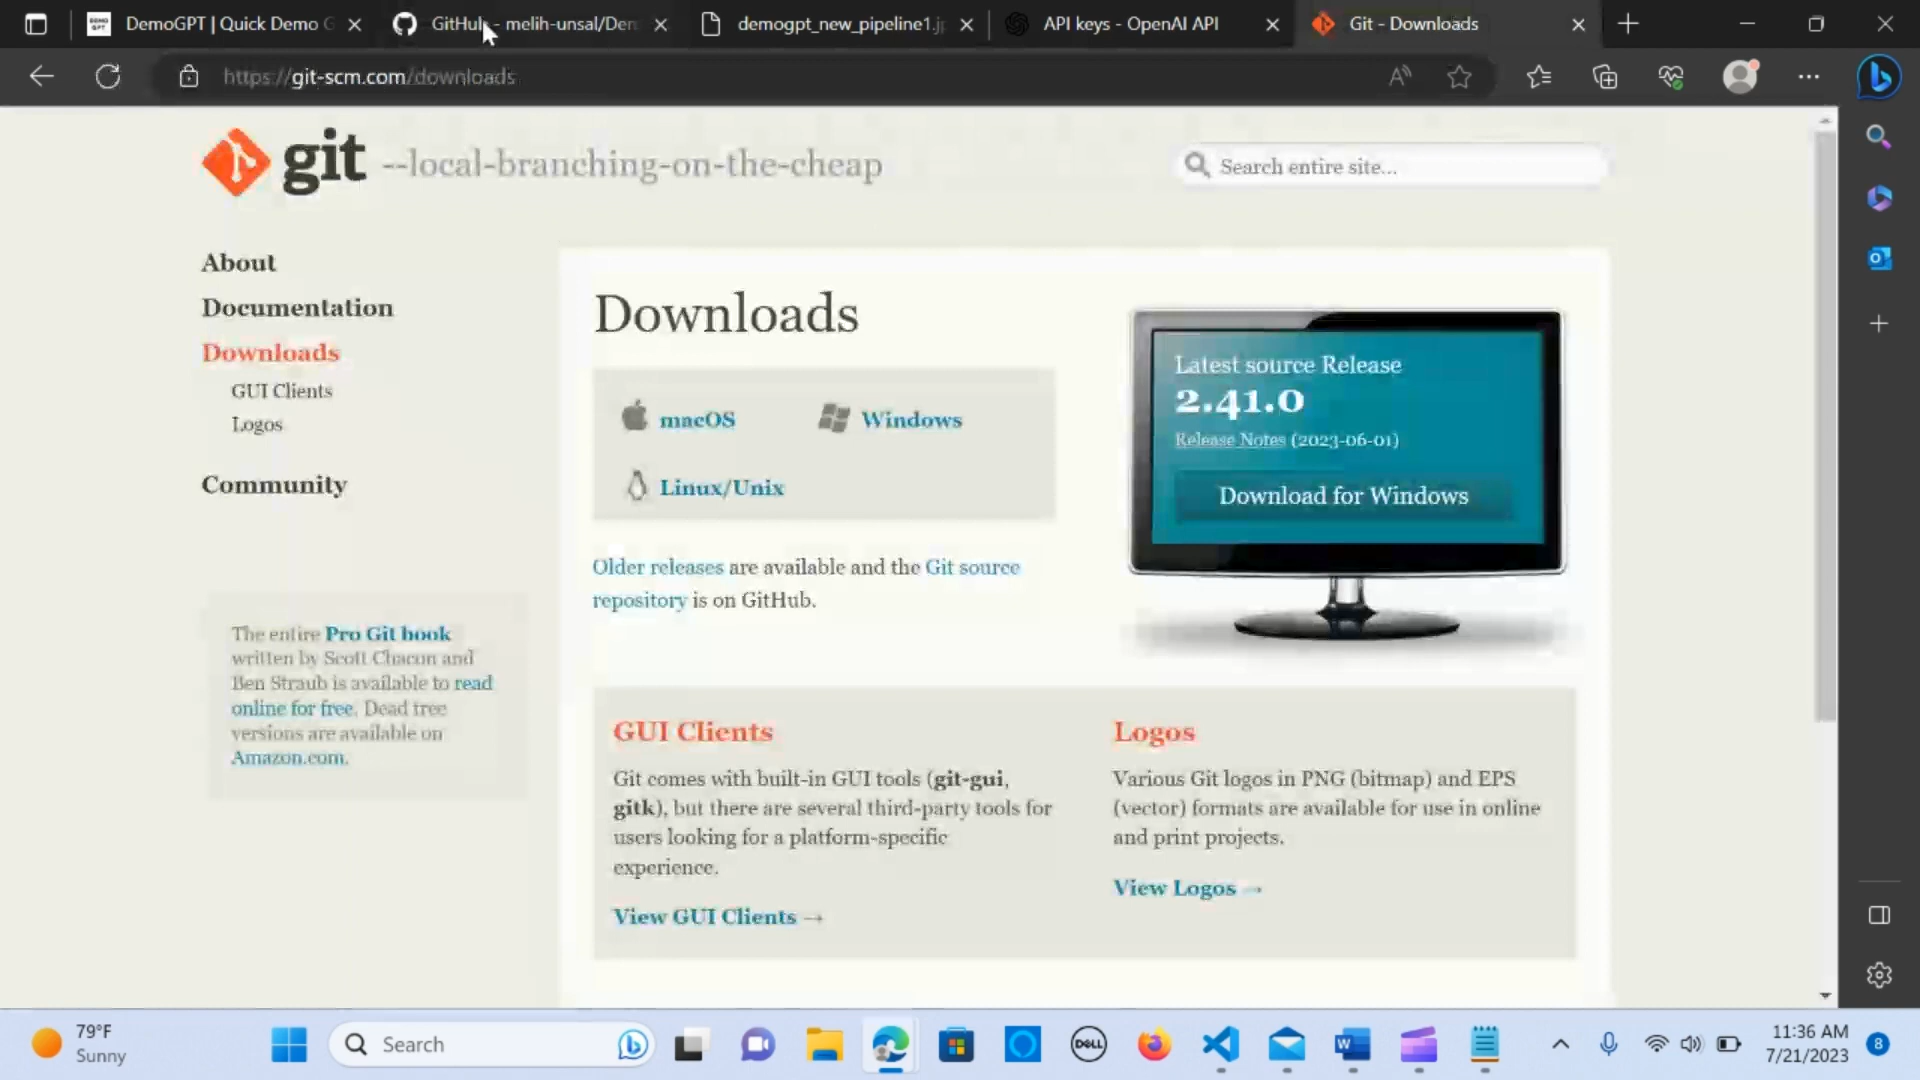 DemoGPT | Quick Demo G
GitHub - melih-unsal/Dem
demogpt_new_pipeline1.j
API keys - OpenAI API
Git - Downloads
https://git-scm.com/downloads
git --local-branching-on-the-cheap
Search entire site...
About
Documentation
Downloads
GUI Clients
Logos
Community
The entire Pro Git book
written by Scott Chacon and
Ben Straub is available to read
online for free. Dead tree
versions are available on
Amazon.com.
Downloads
macOS
Windows
Linux/Unix
Older releases are available and the Git source
repository is on GitHub.
Latest source Release
2.41.0
Release Notes (2023-06-01)
Download for Windows
GUI Clients
Git comes with built-in GUI tools (git-gui,
gitk), but there are several third-party tools for
users looking for a platform-specific
experience.
View GUI Clients →
Logos
Various Git logos in PNG (bitmap) and EPS
(vector) formats are available for use in online
and print projects.
View Logos →
79°F
Sunny
Search
DELL
11:36 AM
7/21/2023
8